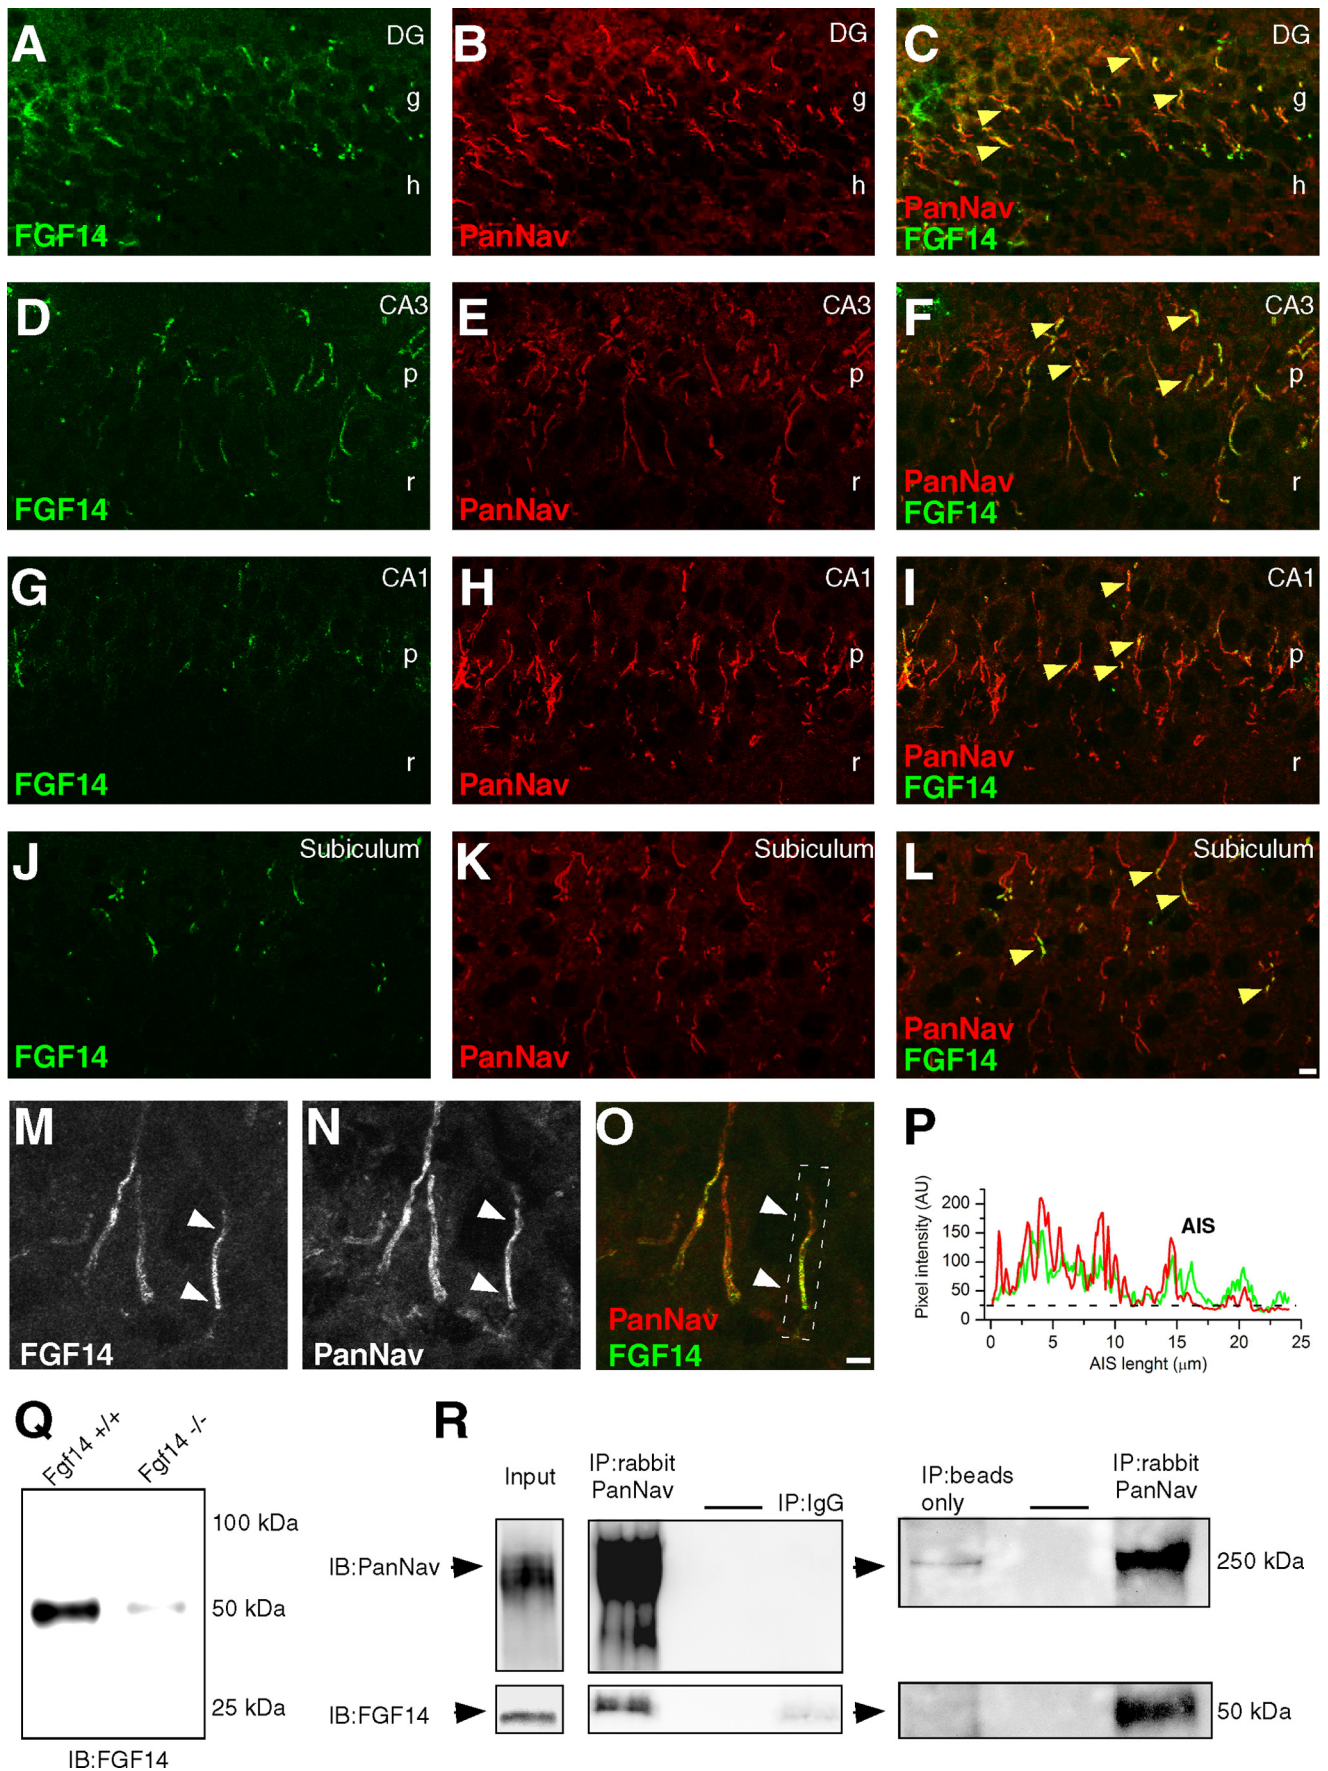 A
DG
g
h
FGF14
B
DG
PanNav
C
DG
g
h
PanNav
FGF14
D
CA3
p
r
FGF14
E
CA3
p
r
PanNav
F
CA3
p
r
PanNav
FGF14
G
CA1
p
r
FGF14
H
CA1
p
r
PanNav
I
CA1
p
r
PanNav
FGF14
J
Subiculum
FGF14
K
Subiculum
PanNav
L
Subiculum
PanNav
FGF14
M
FGF14
N
PanNav
O
PanNav
FGF14
P
Pixel intensity (AU)
200
150
100
50
0
AIS
0 5 10 15 20 25
AIS lenght (μm)
Q
Fgf14 +/+
Fgf14 -/-
100 kDa
50 kDa
25 kDa
IB:FGF14
R
Input
IP:rabbit
PanNav
IP:IgG
IP:beads
only
IP:rabbit
PanNav
IB:PanNav
250 kDa
IB:FGF14
50 kDa